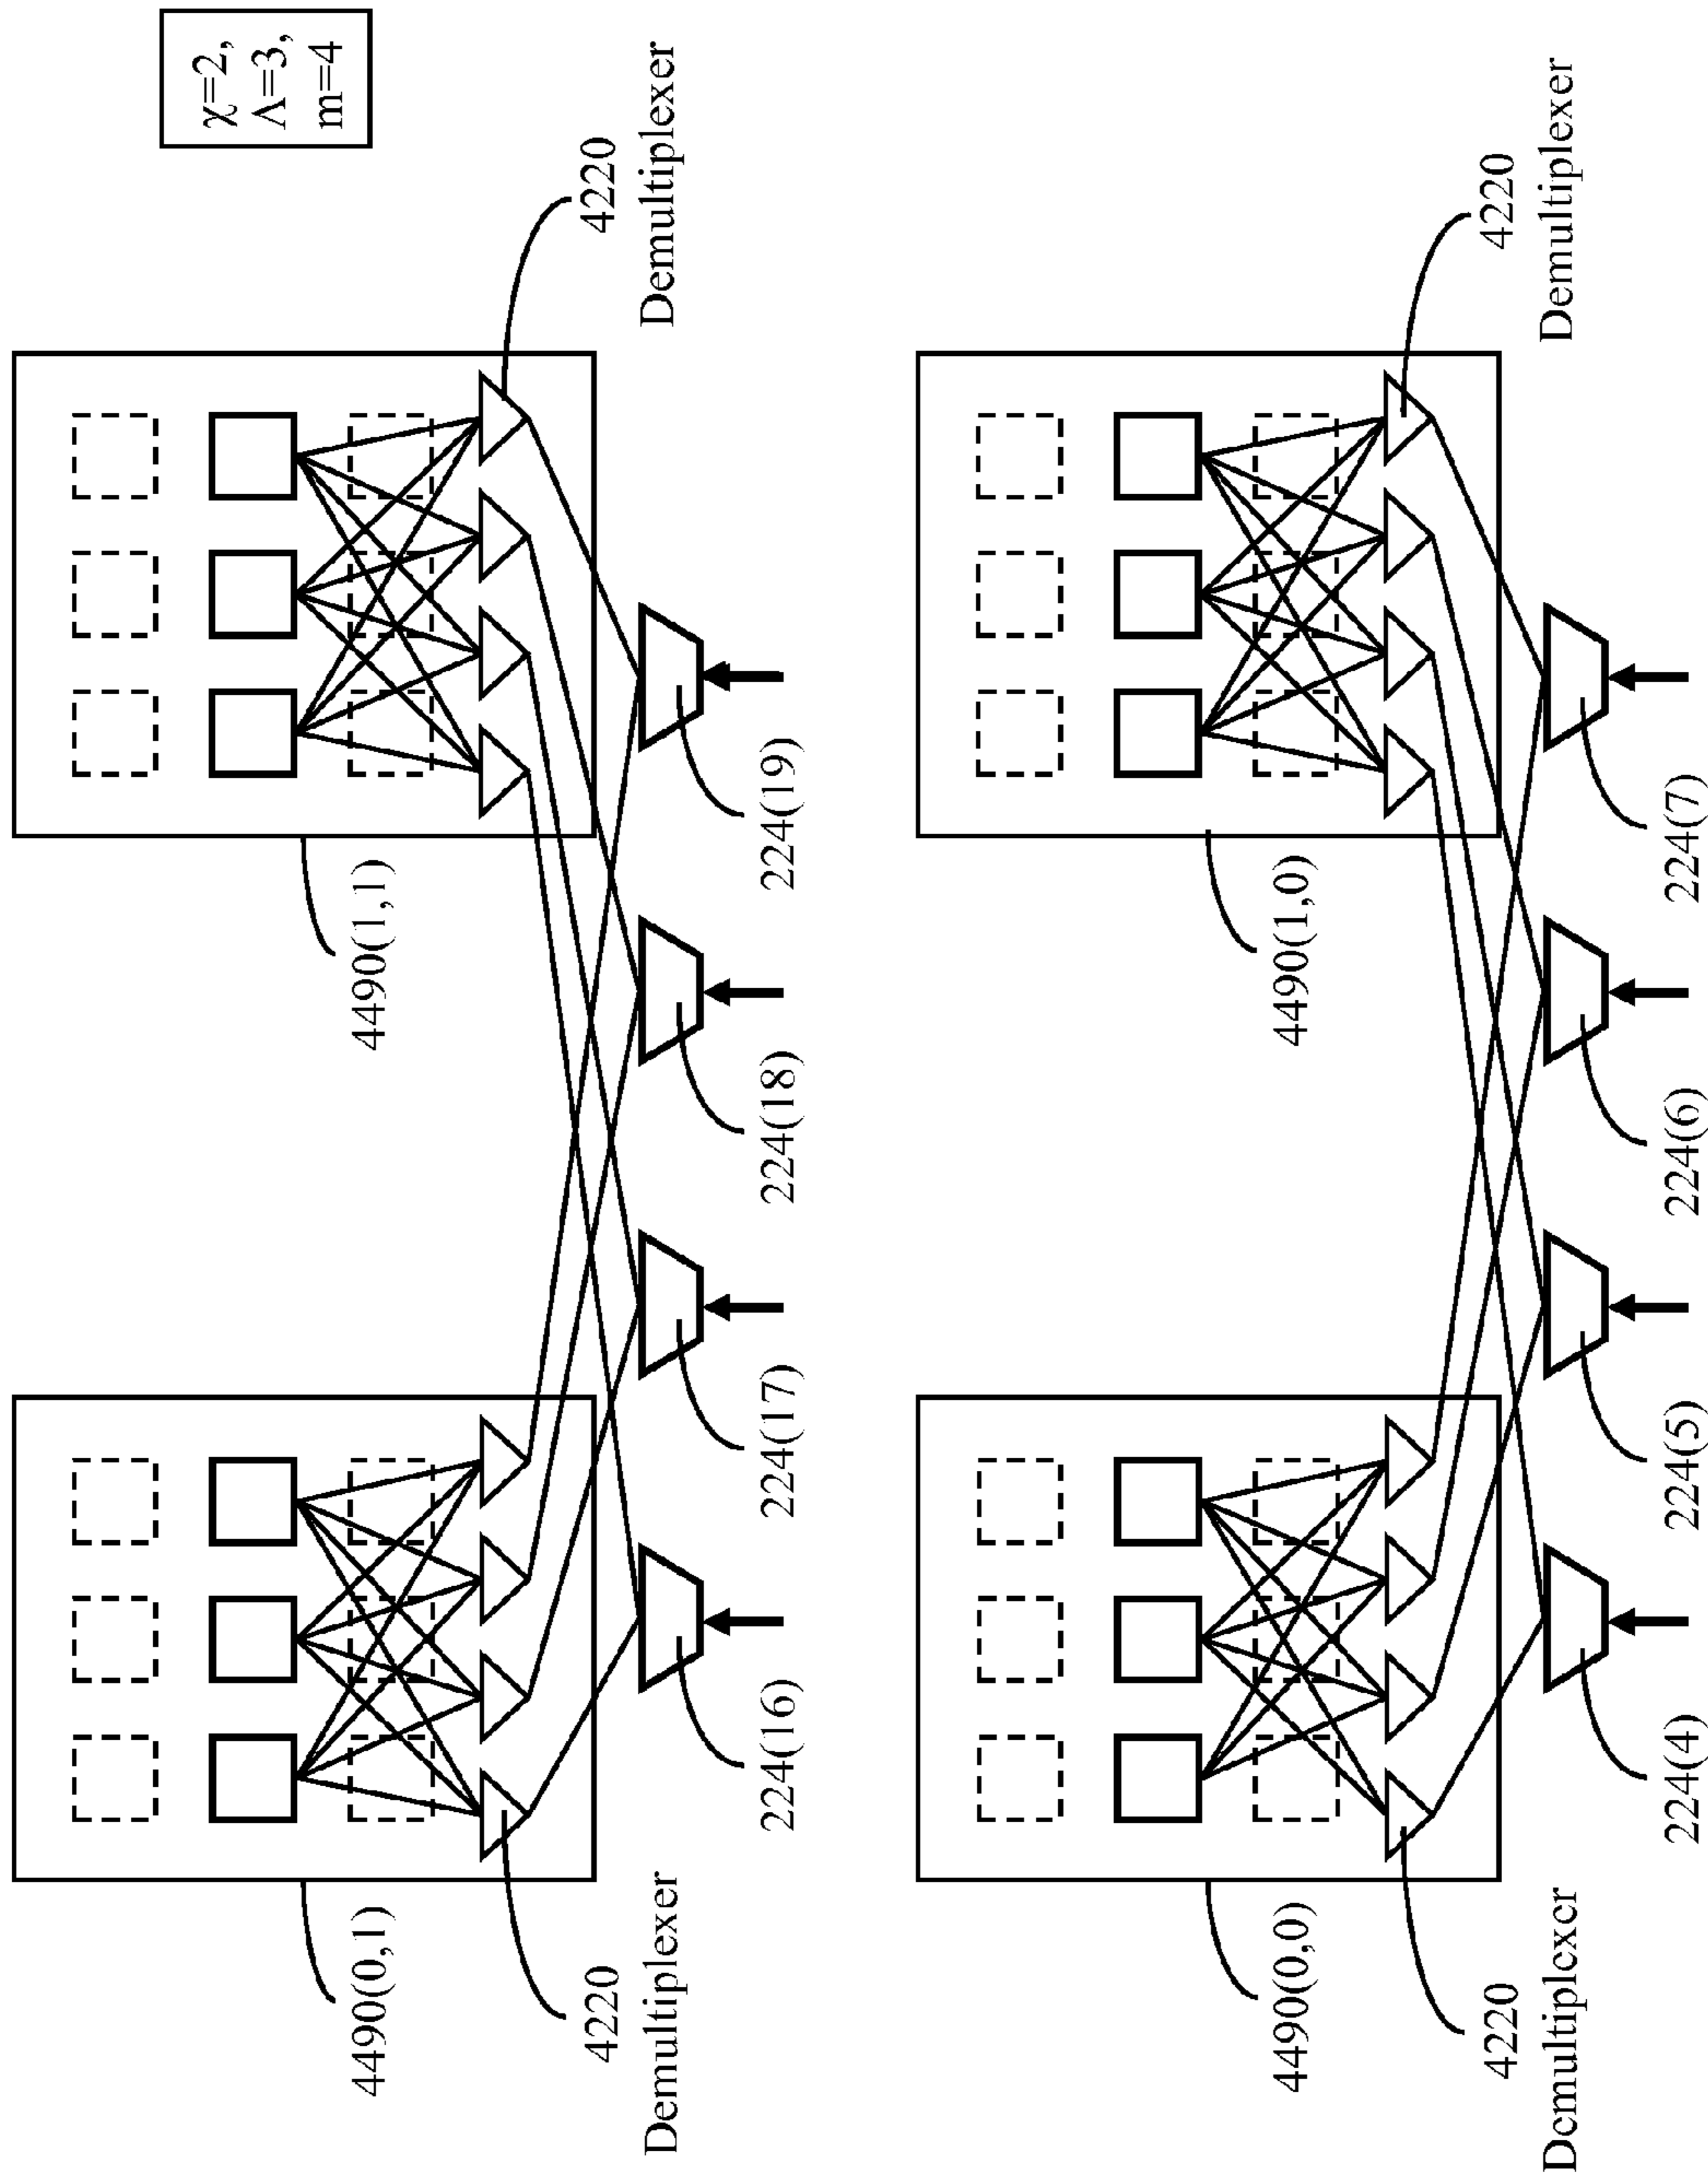 χ=2,
Λ=3,
m=4
4490(0,1)
4490(1,1)
4220
Demultiplexer
4220
Demultiplexer
224(16)
224(17)
224(18)
224(19)
4490(0,0)
4490(1,0)
4220
Demultiplexer
4220
Demultiplexer
224(4)
224(5)
224(6)
224(7)